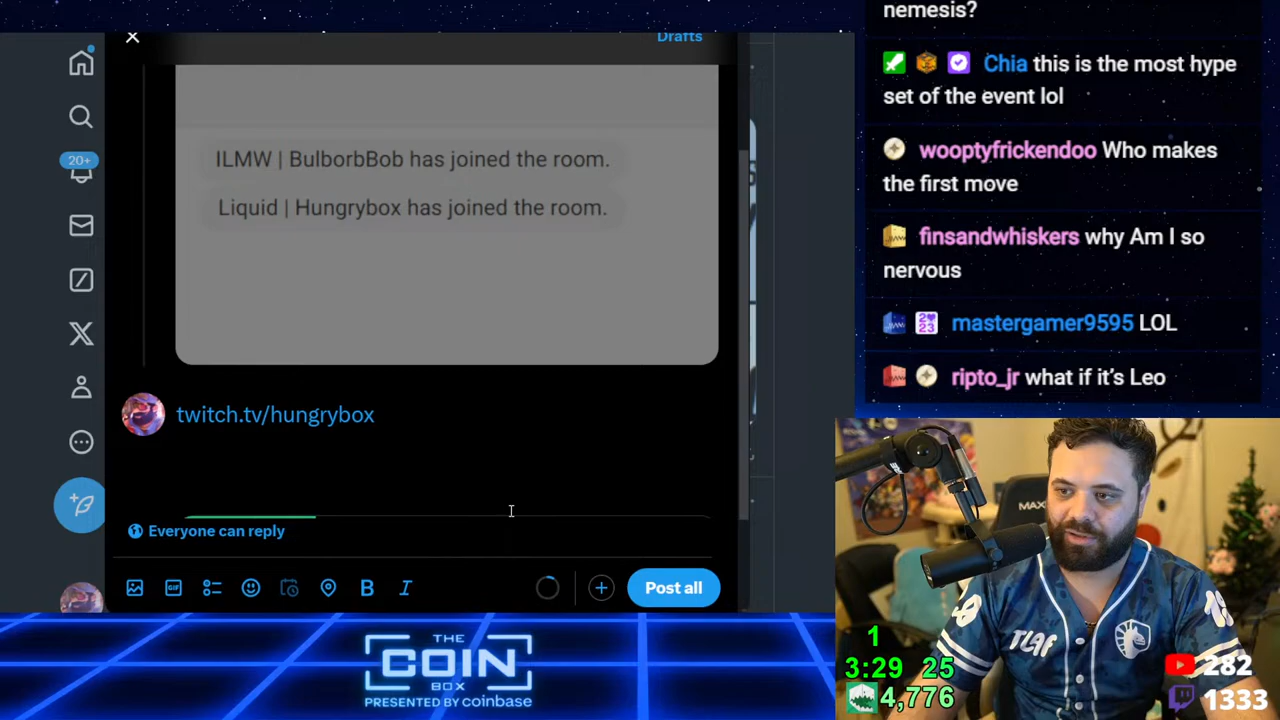 Drafts
ILMW | BulborbBob has joined the room.
Liquid | Hungrybox has joined the room.
20+
twitch.tv/hungrybox
Everyone can reply
GIF
B
I
Post all
nemesis?
Chia this is the most hype
set of the event lol
wooptyfrickendoo Who makes
the first move
finsandwhiskers why Am I so
nervous
mastergamer9595 LOL
ripto_jr what if it's Leo
MAX
TLAF
1
3:29 25
4,776
282
1333
THE
COIN
BOX
PRESENTED BY coinbase